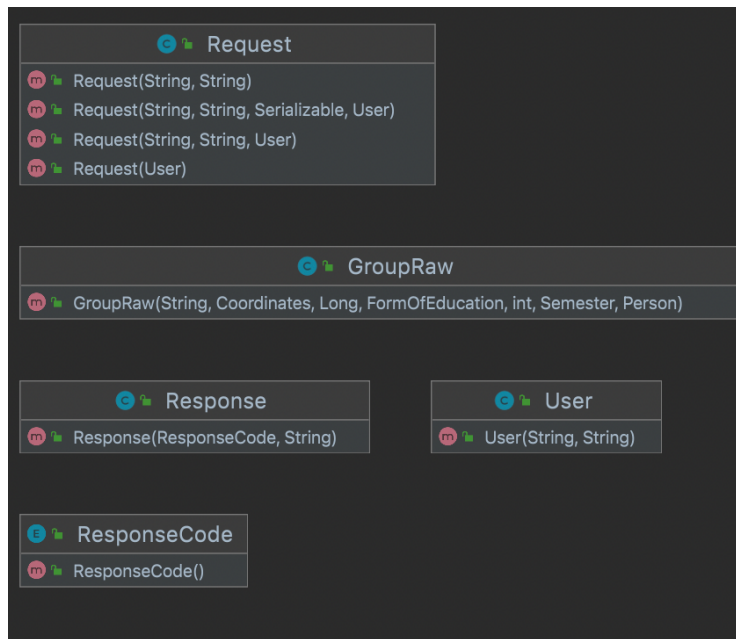 Request
Request(String, String)
Request(String, String, Serializable, User)
Request(String, String, User)
Request(User)
GroupRaw
GroupRaw(String, Coordinates, Long, FormOfEducation, int, Semester, Person)
Response
Response(ResponseCode, String)
User
User(String, String)
ResponseCode
ResponseCode()